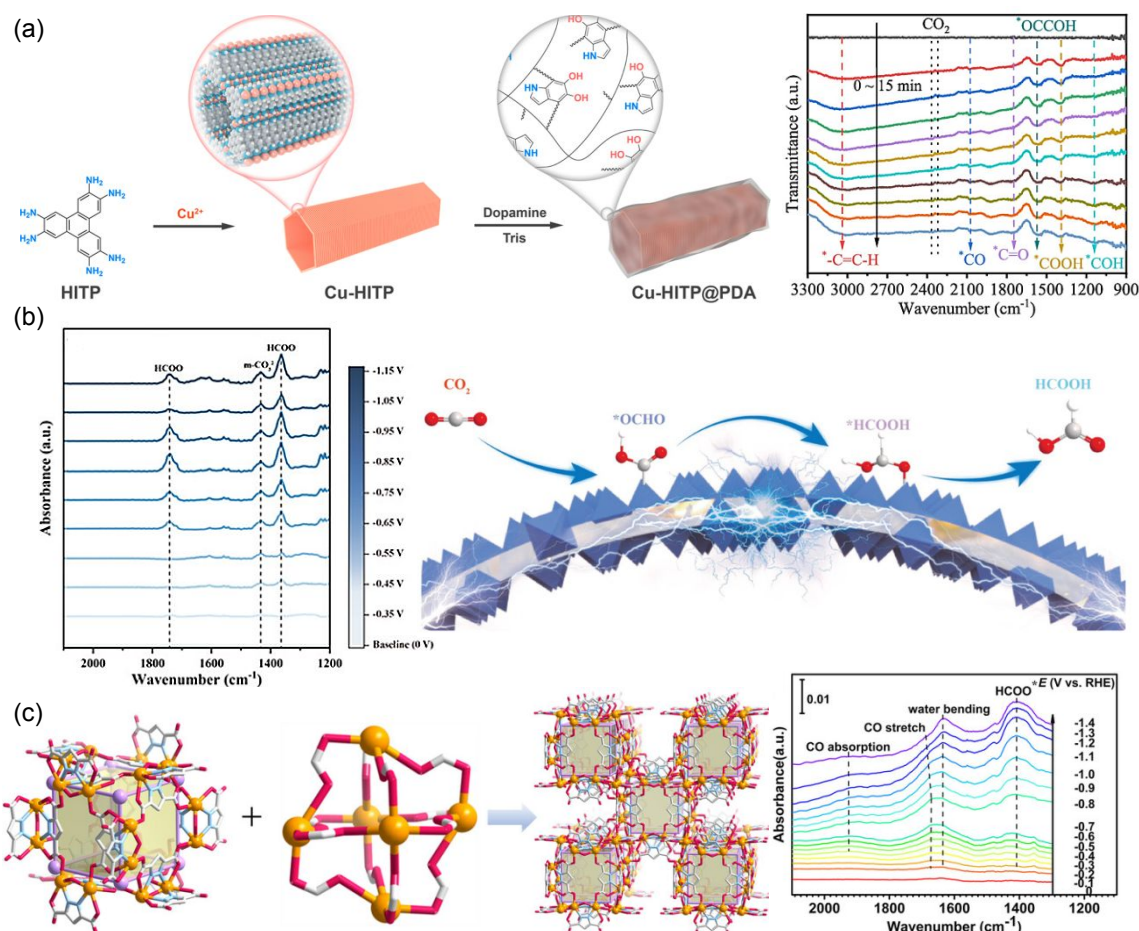 (a)
NH₂
NH₂
H₂N
H₂N
NH₂
NH₂
HITP
Cu²⁺
Cu-HITP
Dopamine
Tris
HO
NH
OH
OH
HN
NH
HN
HO
OH
NH
Cu-HITP@PDA
CO₂
*OCCOH
0 ~ 15 min
Transmittance (a.u.)
*-C=C-H
*CO
*C=O
*COOH
*COH
3300 3000 2700 2400 2100 1800 1500 1200 900
Wavenumber (cm⁻¹)
(b)
HCOO
m-CO₃²
HCOO
Absorbance (a.u.)
2000 1800 1600 1400 1200
Wavenumber (cm⁻¹)
-1.15 V
-1.05 V
-0.95 V
-0.85 V
-0.75 V
-0.65 V
-0.55 V
-0.45 V
-0.35 V
Baseline (0 V)
CO₂
*OCHO
*HCOOH
HCOOH
(c)
+
0.01
HCOO*
E (V vs. RHE)
water bending
CO stretch
CO absorption
Absorbance(a.u.)
-1.4
-1.3
-1.2
-1.1
-1.0
-0.9
-0.8
-0.7
-0.6
-0.5
-0.4
-0.3
-0.2
-0.1
0
2000 1800 1600 1400 1200
Wavenumber (cm⁻¹)